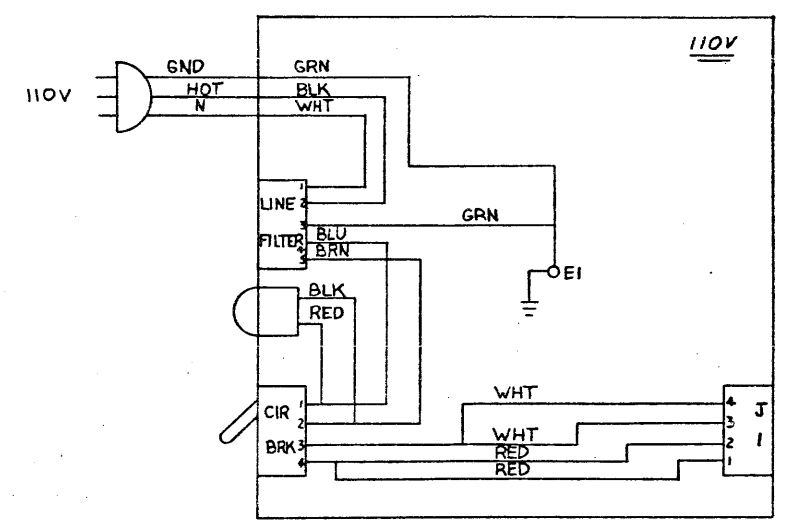 110V
GND GRN
110V HOT BLK
N WHT
1
LINE 2
3 GRN
FILTER BLU
4 BRN
5
E1
BLK
RED
WHT
1 4
CIR J
2 3
WHT
BRK 3 2 1
RED
4 1
RED